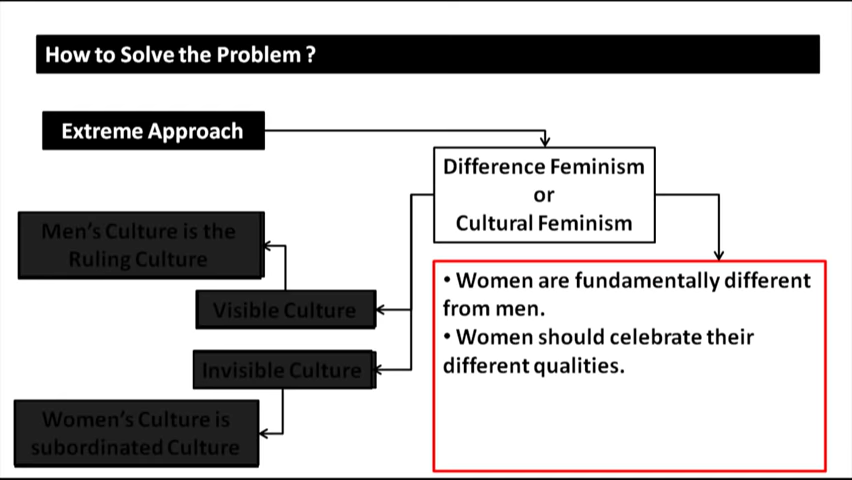 How to Solve the Problem ?
Extreme Approach
Difference Feminism
or
Cultural Feminism
Men's Culture is the
Ruling Culture
Visible Culture
Invisible Culture
Women's Culture is
subordinated Culture
• Women are fundamentally different
from men.
• Women should celebrate their
different qualities.